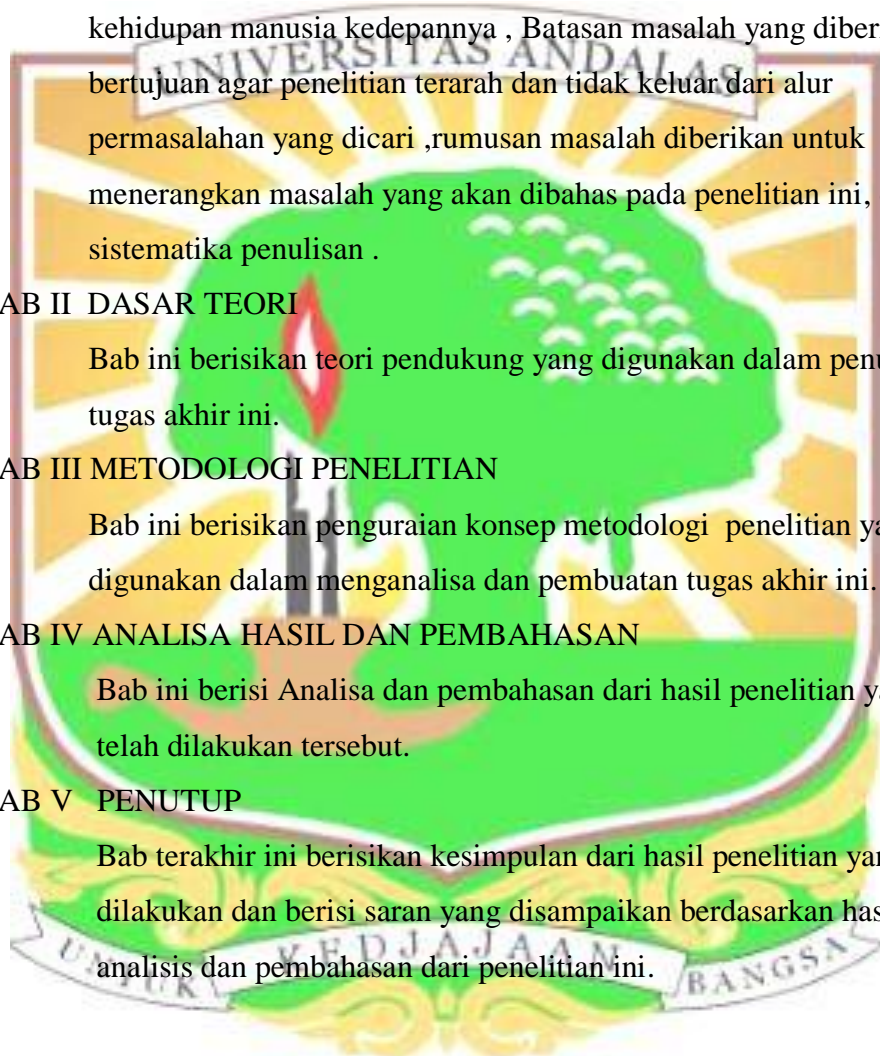 kehidupan manusia kedepannya , Batasan masalah yang diberi
UNIVERSITAS ANDALAS
bertujuan agar penelitian terarah dan tidak keluar dari alur
permasalahan yang dicari ,rumusan masalah diberikan untuk
menerangkan masalah yang akan dibahas pada penelitian ini,
sistematika penulisan .
AB II DASAR TEORI
Bab ini berisikan teori pendukung yang digunakan dalam penu
tugas akhir ini.
AB III METODOLOGI PENELITIAN
Bab ini berisikan penguraian konsep metodologi penelitian ya
digunakan dalam menganalisa dan pembuatan tugas akhir ini.
AB IV ANALISA HASIL DAN PEMBAHASAN
Bab ini berisi Analisa dan pembahasan dari hasil penelitian ya
telah dilakukan tersebut.
AB V PENUTUP
Bab terakhir ini berisikan kesimpulan dari hasil penelitian yan
dilakukan dan berisi saran yang disampaikan berdasarkan has
analisis dan pembahasan dari penelitian ini.
UNTUK KEDJAJAAN BANGSA